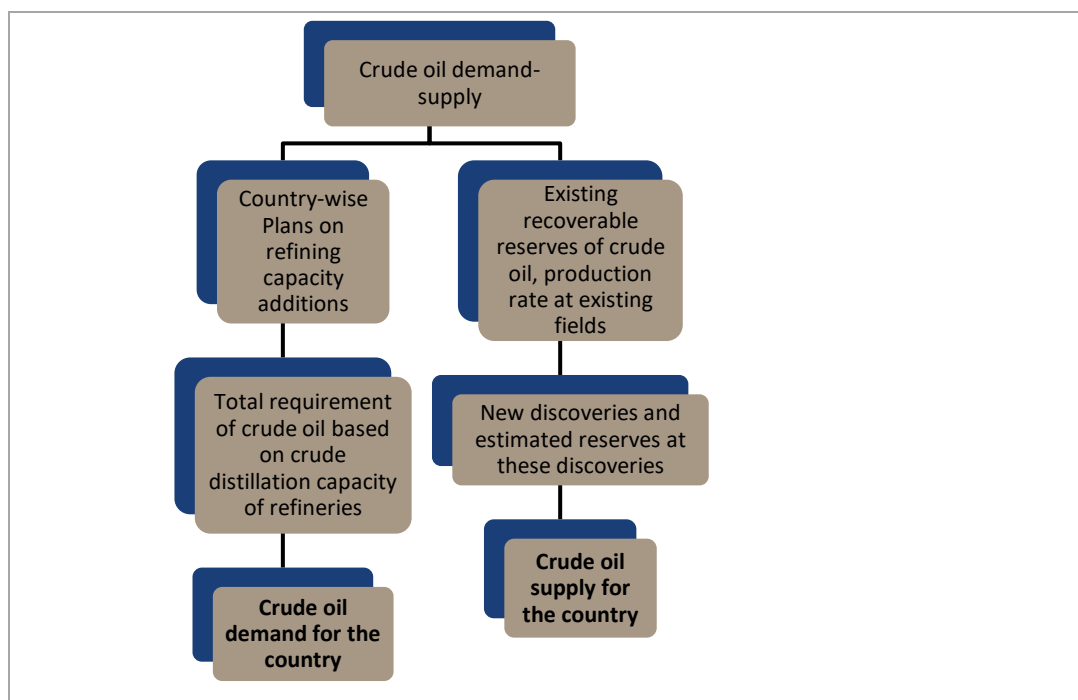 Crude oil demand-
supply
Country-wise
Plans on
refining
capacity
additions
Existing
recoverable
reserves of crude
oil, production
rate at existing
fields
Total requirement
of crude oil based
on crude
distillation capacity
of refineries
New discoveries and
estimated reserves at
these discoveries
Crude oil
demand for the
country
Crude oil
supply for
the country